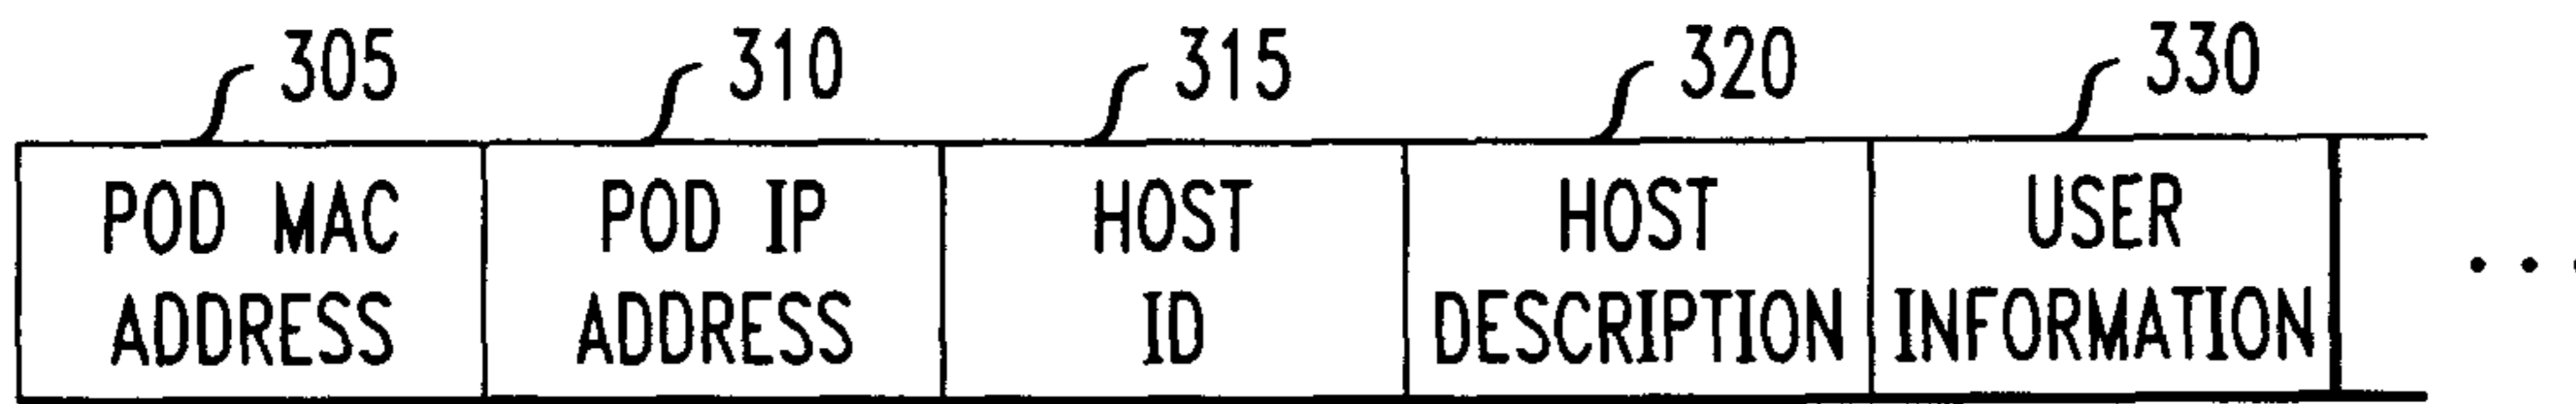 305 310 315 320 330
POD MAC POD IP HOST HOST USER
ADDRESS ADDRESS ID DESCRIPTION INFORMATION ...